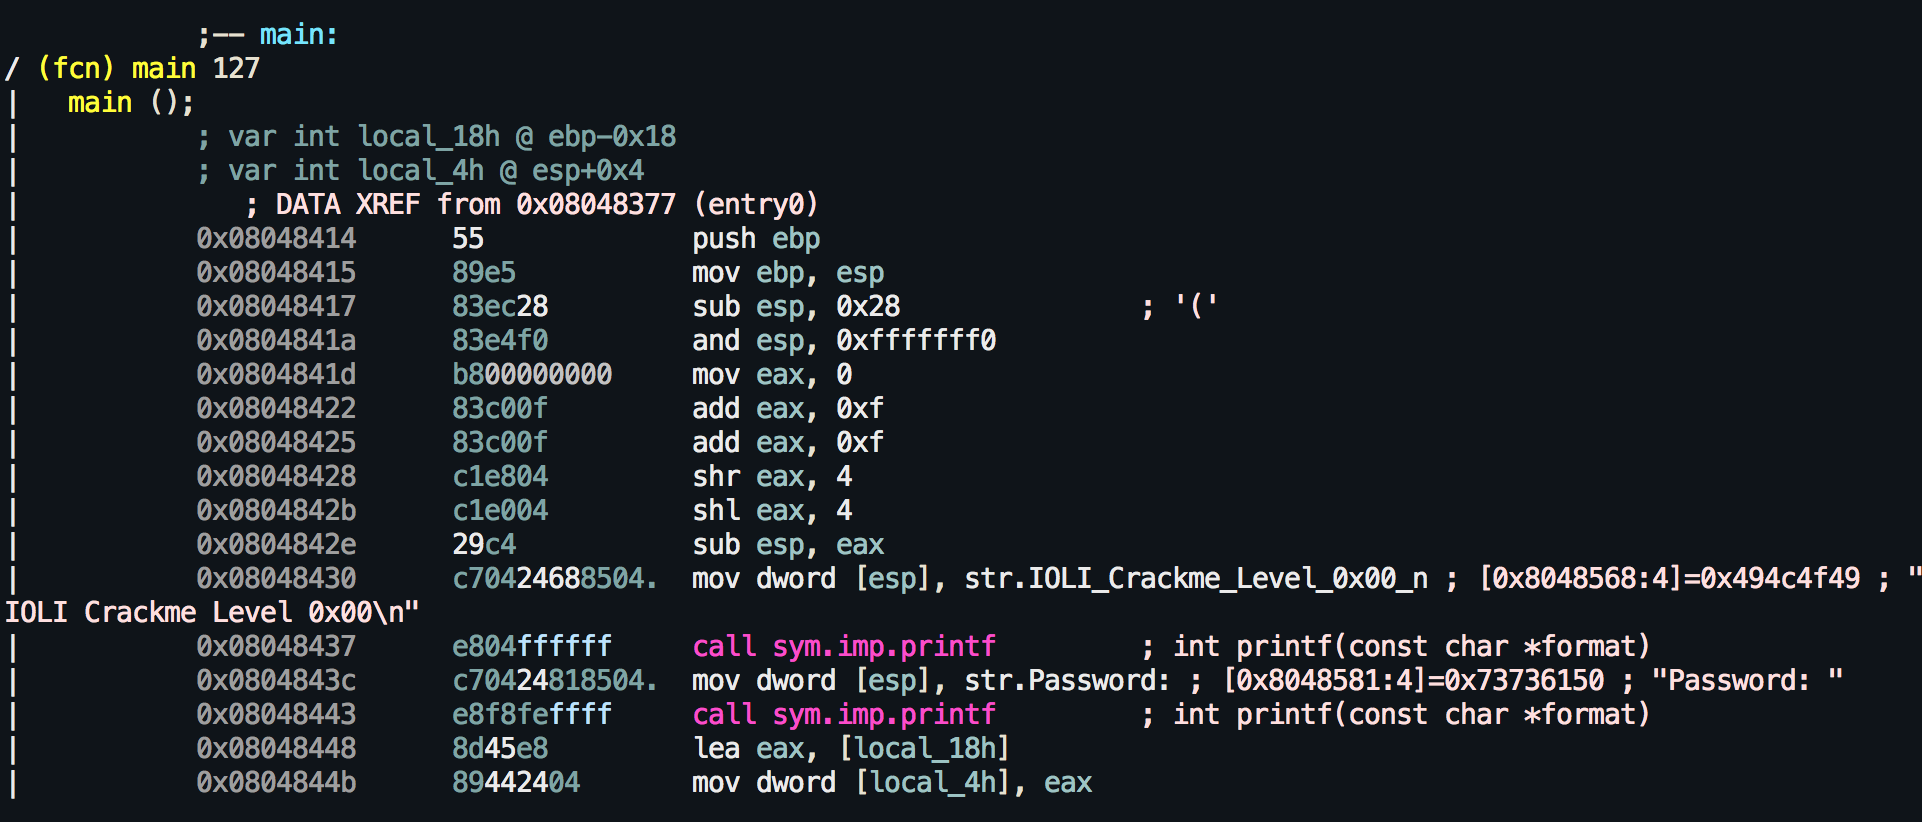 ;-- main:
/ (fcn) main 127
|   main ();
|           ; var int local_18h @ ebp-0x18
|           ; var int local_4h @ esp+0x4
|              ; DATA XREF from 0x08048377 (entry0)
|           0x08048414      55             push ebp
|           0x08048415      89e5           mov ebp, esp
|           0x08048417      83ec28         sub esp, 0x28               ; '('
|           0x0804841a      83e4f0         and esp, 0xfffffff0
|           0x0804841d      b800000000     mov eax, 0
|           0x08048422      83c00f         add eax, 0xf
|           0x08048425      83c00f         add eax, 0xf
|           0x08048428      c1e804         shr eax, 4
|           0x0804842b      c1e004         shl eax, 4
|           0x0804842e      29c4           sub esp, eax
|           0x08048430      c70424688504.  mov dword [esp], str.IOLI_Crackme_Level_0x00_n ; [0x8048568:4]=0x494c4f49 ; "
IOLI Crackme Level 0x00\n"
|           0x08048437      e804ffffff     call sym.imp.printf         ; int printf(const char *format)
|           0x0804843c      c70424818504.  mov dword [esp], str.Password: ; [0x8048581:4]=0x73736150 ; "Password: "
|           0x08048443      e8f8feffff     call sym.imp.printf         ; int printf(const char *format)
|           0x08048448      8d45e8         lea eax, [local_18h]
|           0x0804844b      89442404       mov dword [local_4h], eax